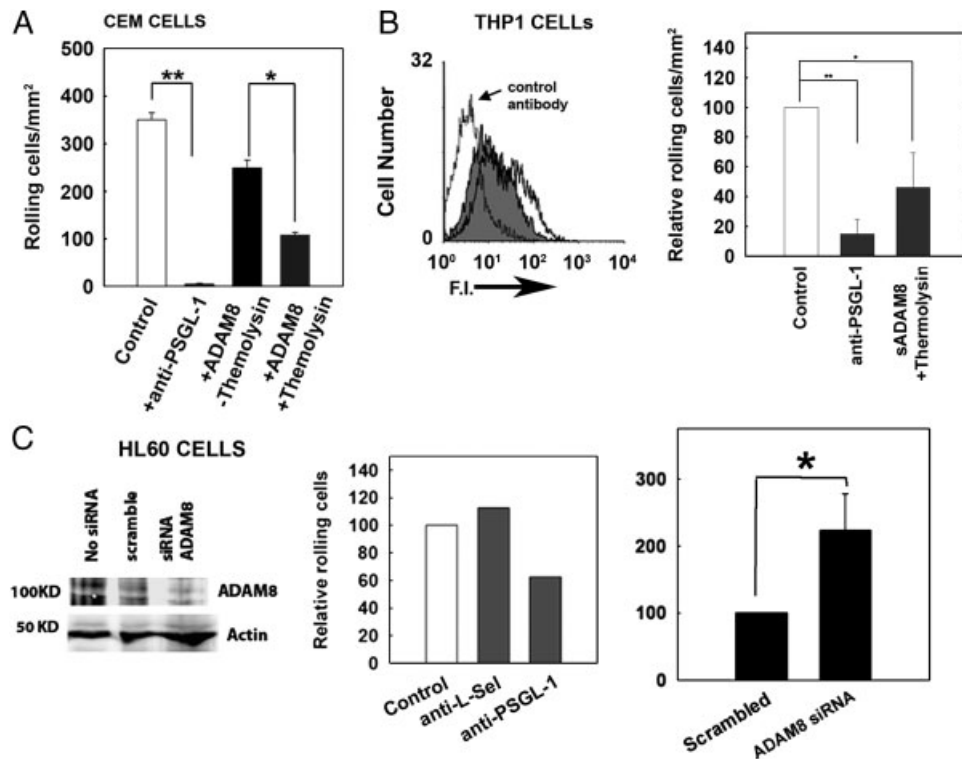 A
CEM CELLS
Rolling cells/mm²
500
400
300
200
100
0
**
*
Control
+anti-PSGL-1
+ADAM8
-Themolysin
+ADAM8
+Themolysin
B
THP1 CELLs
Cell Number
32
0
control
antibody
10⁰
10¹
10²
10³
10⁴
F.I.
Relative rolling cells/mm²
140
120
100
80
60
40
20
0
*
**
Control
anti-PSGL-1
sADAM8
+Thermolysin
C
HL60 CELLS
No siRNA
scramble
siRNA
ADAM8
100KD
ADAM8
50 KD
Actin
Relative rolling cells
140
120
100
80
60
40
20
0
Control
anti-L-Sel
anti-PSGL-1
300
200
100
0
*
Scrambled
ADAM8 siRNA